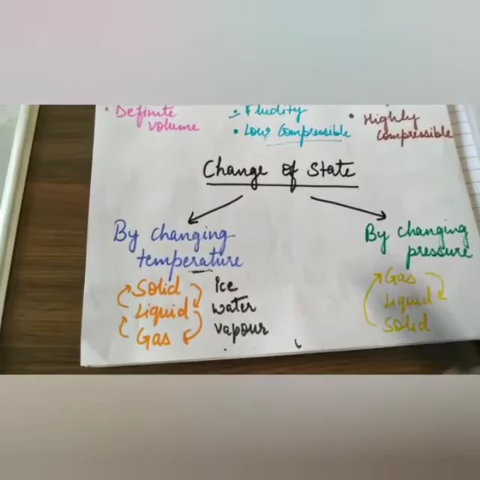 • Definite
volume
Fluidity
• Low compressible
• Highly
compressible
Change of State
By changing
temperature
Solid Ice
Liquid water
Gas vapour
By changing
pressure
Gas
Liquid
Solid